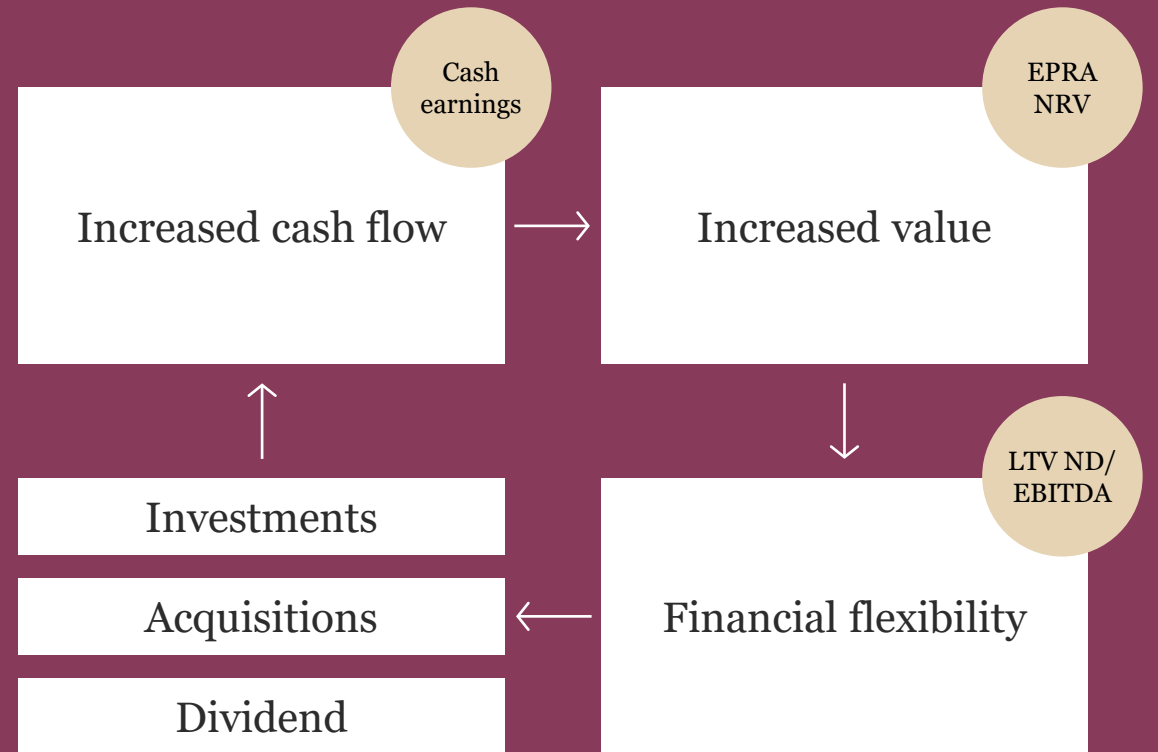 Cash
earnings
EPRA
NRV
Increased cash flow
Increased value
LTV ND/
EBITDA
Investments
Acquisitions
Financial flexibility
Dividend